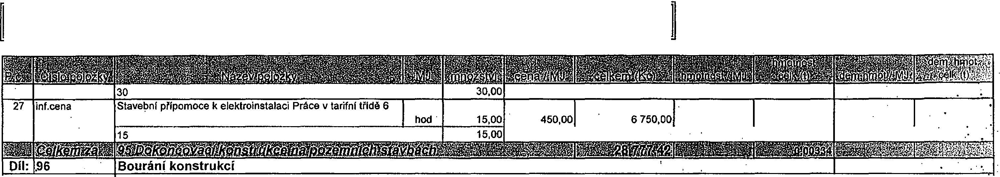 P.č. Číslo položky Název položky MJ množství cena / MJ celkem (Kč) hmotnost / MJ hmotnost celk.(t) dem.hmot./MJ dem. hmot. celk.(t)
30 30,00
27 inf.cena Stavební přípomoce k elektroinstalaci Práce v tarifní třídě 6
hod 15,00 450,00 6 750,00
15 15,00
Celkem za 95 Dokončovací konstrukce na pozemních stavbách 28 777,42 0,00334
Díl: 96 Bourání konstrukcí